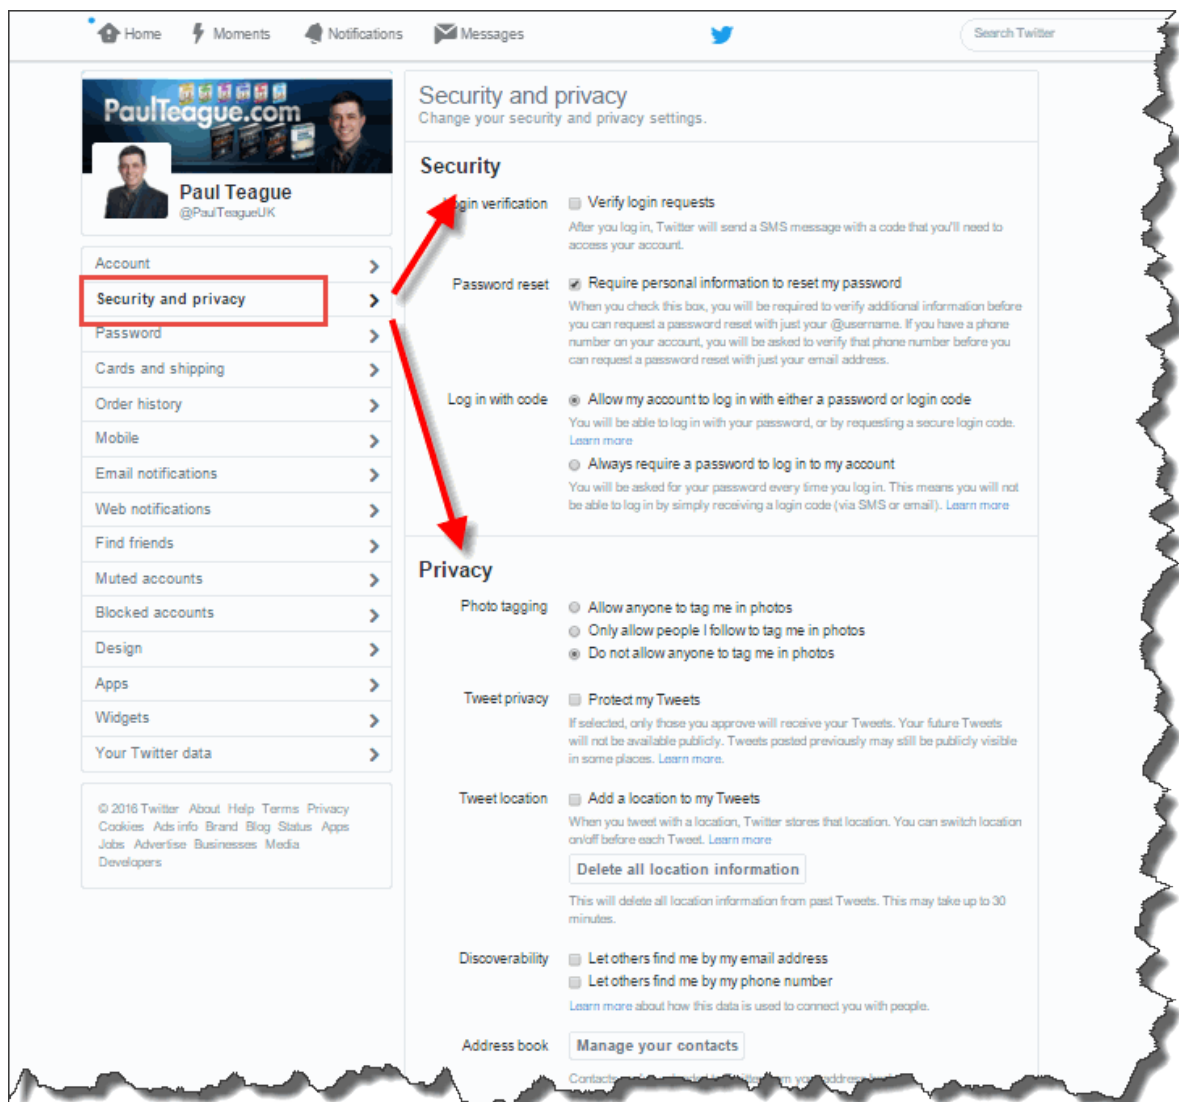 Home
Moments
Notifications
Messages
Search Twitter
PaulTeague.com
Paul Teague
@PaulTeagueUK
Account
Security and privacy
Password
Cards and shipping
Order history
Mobile
Email notifications
Web notifications
Find friends
Muted accounts
Blocked accounts
Design
Apps
Widgets
Your Twitter data
© 2016 Twitter About Help Terms Privacy
Cookies Ads info Brand Blog Status Apps
Jobs Advertise Businesses Media
Developers
Security and privacy
Change your security and privacy settings.
Security
Login verification
Verify login requests
After you log in, Twitter will send a SMS message with a code that you'll need to
access your account.
Password reset
Require personal information to reset my password
When you check this box, you will be required to verify additional information before
you can request a password reset with just your @username. If you have a phone
number on your account, you will be asked to verify that phone number before you
can request a password reset with just your email address.
Log in with code
Allow my account to log in with either a password or login code
You will be able to log in with your password, or by requesting a secure login code.
Learn more
Always require a password to log in to my account
You will be asked for your password every time you log in. This means you will not
be able to log in by simply receiving a login code (via SMS or email). Learn more
Privacy
Photo tagging
Allow anyone to tag me in photos
Only allow people I follow to tag me in photos
Do not allow anyone to tag me in photos
Tweet privacy
Protect my Tweets
If selected, only those you approve will receive your Tweets. Your future Tweets
will not be available publicly. Tweets posted previously may still be publicly visible
in some places. Learn more.
Tweet location
Add a location to my Tweets
When you tweet with a location, Twitter stores that location. You can switch location
on/off before each Tweet. Learn more
Delete all location information
This will delete all location information from past Tweets. This may take up to 30
minutes.
Discoverability
Let others find me by my email address
Let others find me by my phone number
Learn more about how this data is used to connect you with people.
Address book
Manage your contacts
Contacts